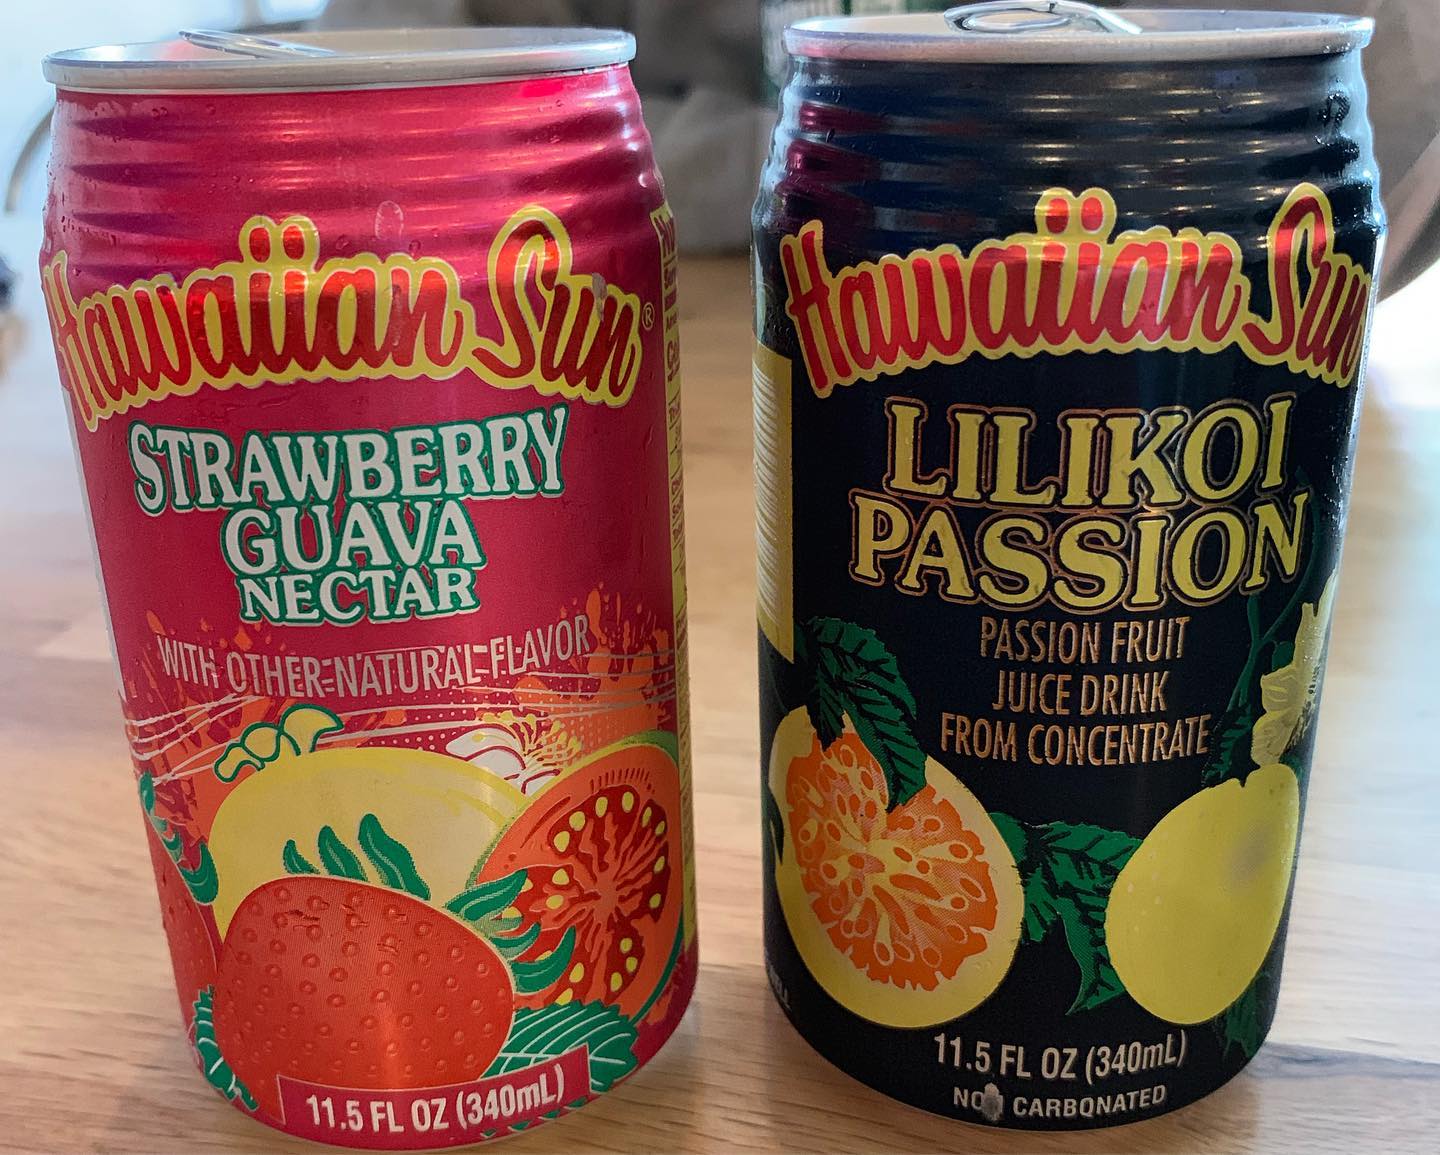 Hawaiian Sun®
STRAWBERRY
GUAVA
NECTAR
WITH OTHER NATURAL FLAVOR
11.5 FL OZ (340mL)
Hawaiian Sun
LILIKOI
PASSION
PASSION FRUIT
JUICE DRINK
FROM CONCENTRATE
11.5 FL OZ (340mL)
NON CARBONATED